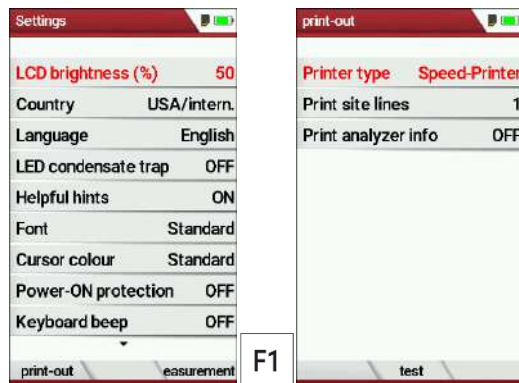 Settings
LCD brightness (%) 50
Country USA/intern.
Language English
LED condensate trap OFF
Helpful hints ON
Font Standard
Cursor colour Standard
Power-ON protection OFF
Keyboard beep OFF
print-out easurement
F1
print-out
Printer type Speed-Printer
Print site lines 1
Print analyzer info OFF
test